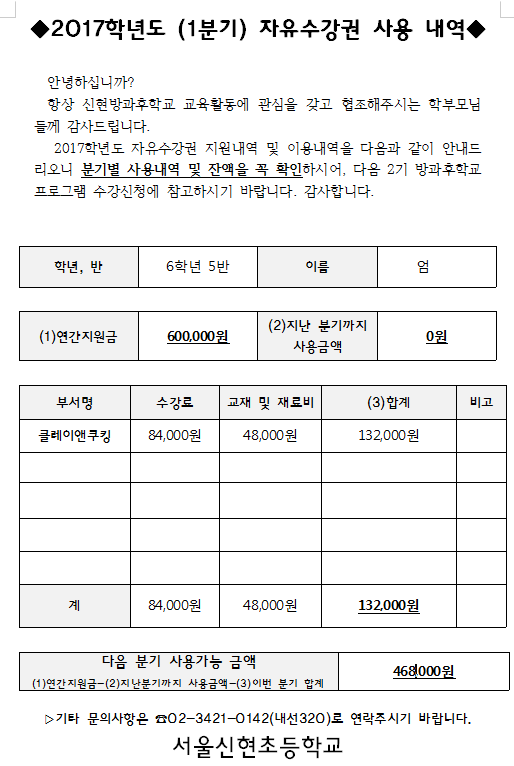 ◆2017학년도 (1분기) 자유수강권 사용 내역◆
안녕하십니까?
항상 신현방과후학교 교육활동에 관심을 갖고 협조해주시는 학부모님
들께 감사드립니다.
2017학년도 자유수강권 지원내역 및 이용내역을 다음과 같이 안내드
리오니 분기별 사용내역 및 잔액을 꼭 확인하시어, 다음 2기 방과후학교
프로그램 수강신청에 참고하시기 바랍니다. 감사합니다.
학년, 반 6학년 5반 이름 엄
(1)연간지원금 600,000원 (2)지난 분기까지 사용금액 0원
부서명 수강료 교재 및 재료비 (3)합계 비고
클레이앤쿠킹 84,000원 48,000원 132,000원
계 84,000원 48,000원 132,000원
다음 분기 사용가능 금액 468,000원
(1)연간지원금-(2)지난분기까지 사용금액-(3)이번 분기 합계
▷기타 문의사항은 ☎02-3421-0142(내선320)로 연락주시기 바랍니다.
서울신현초등학교